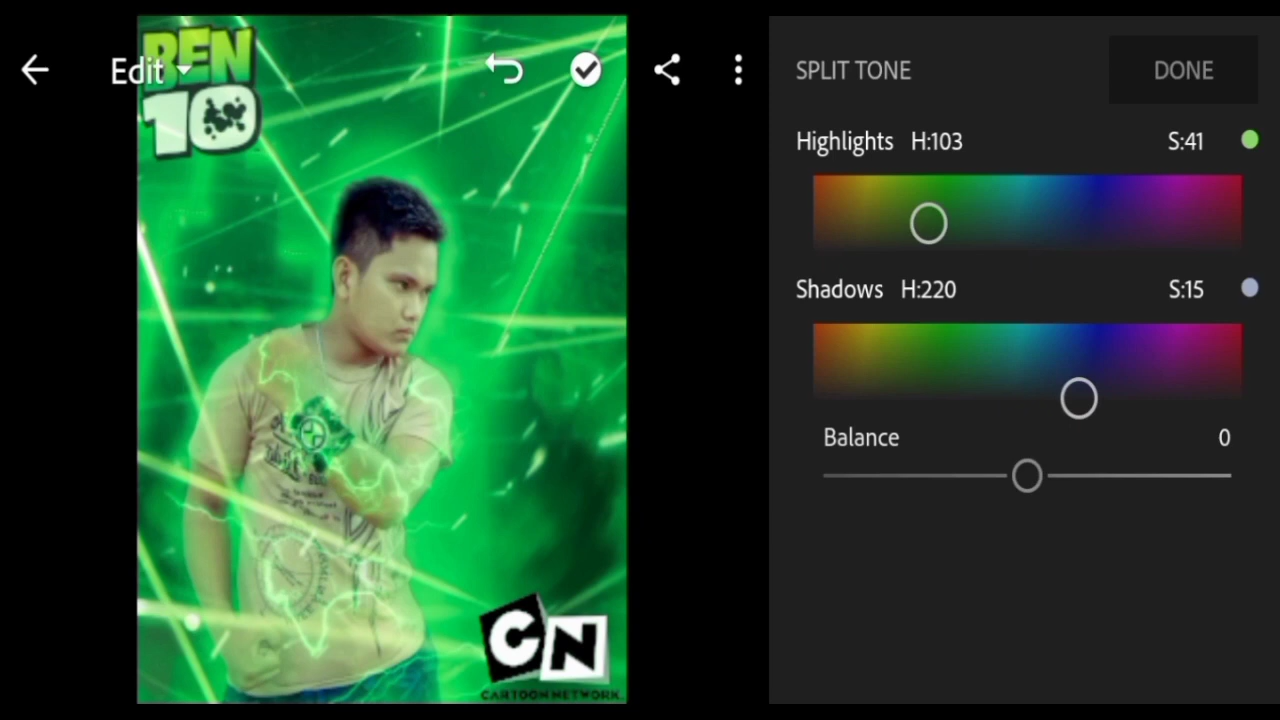 BEN
10
Edit
SPLIT TONE
DONE
Highlights H:103 S:41
Shadows H:220 S:15
Balance 0
CN
CARTOON NETWORK.